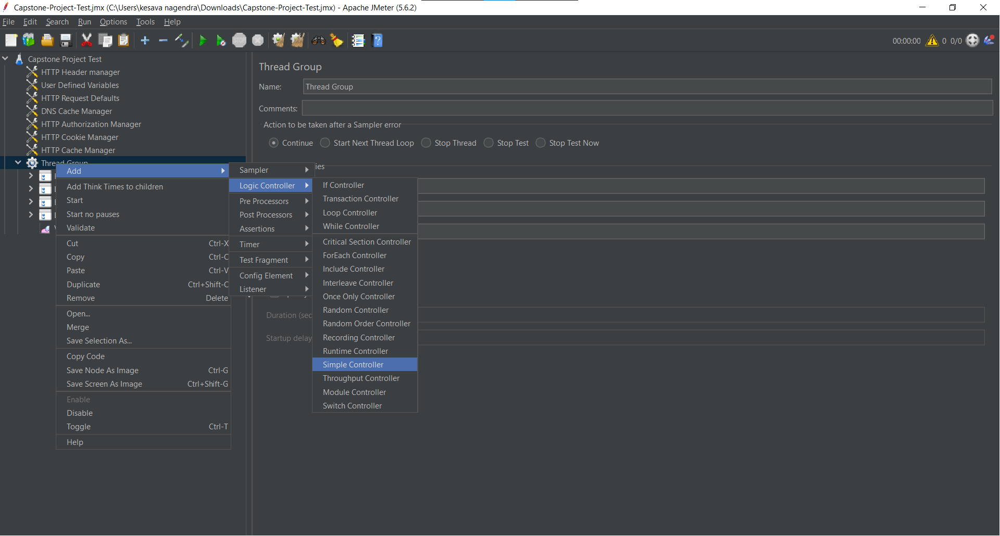 Capstone-Project-Test.jmx (C:\Users\kesava nagendra\Downloads\Capstone-Project-Test.jmx) - Apache JMeter (5.6.2)
File Edit Search Run Options Tools Help
STOP
00:00:00 0 0/0
Capstone Project Test
HTTP Header manager
User Defined Variables
HTTP Request Defaults
DNS Cache Manager
HTTP Authorization Manager
HTTP Cookie Manager
HTTP Cache Manager
Thread Group
Add
Add Think Times to children
Start
Start no pauses
Validate
Cut Ctrl-X
Copy Ctrl-C
Paste Ctrl-V
Duplicate Ctrl+Shift-C
Remove Delete
Open...
Merge
Save Selection As...
Copy Code
Save Node As Image Ctrl-G
Save Screen As Image Ctrl+Shift-G
Enable
Disable
Toggle Ctrl-T
Help
Sampler
Logic Controller
Pre Processors
Post Processors
Assertions
Timer
Test Fragment
Config Element
Listener
If Controller
Transaction Controller
Loop Controller
While Controller
Critical Section Controller
ForEach Controller
Include Controller
Interleave Controller
Once Only Controller
Random Controller
Random Order Controller
Recording Controller
Runtime Controller
Simple Controller
Throughput Controller
Module Controller
Switch Controller
Thread Group
Name: Thread Group
Comments:
Action to be taken after a Sampler error
Continue Start Next Thread Loop Stop Thread Stop Test Stop Test Now
ies
Duration (sec
Startup delay